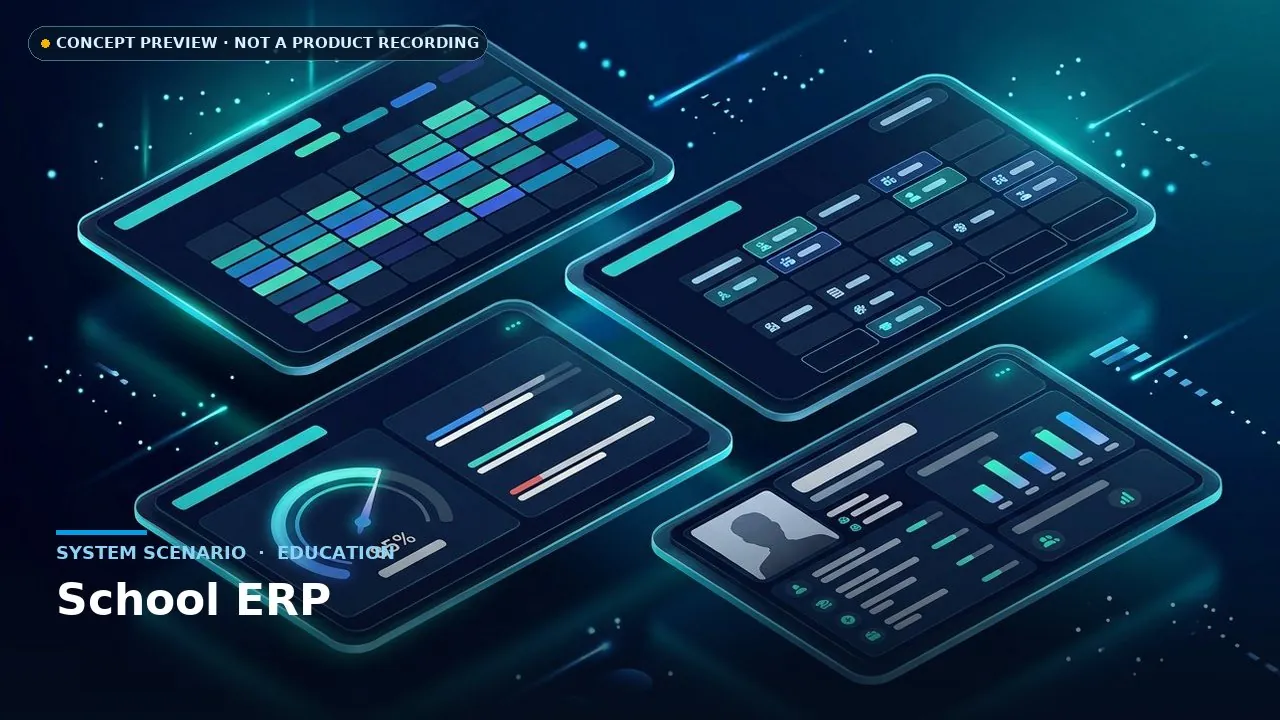 CONCEPT PREVIEW · NOT A PRODUCT RECORDING
SYSTEM SCENARIO · EDUCATION
School ERP